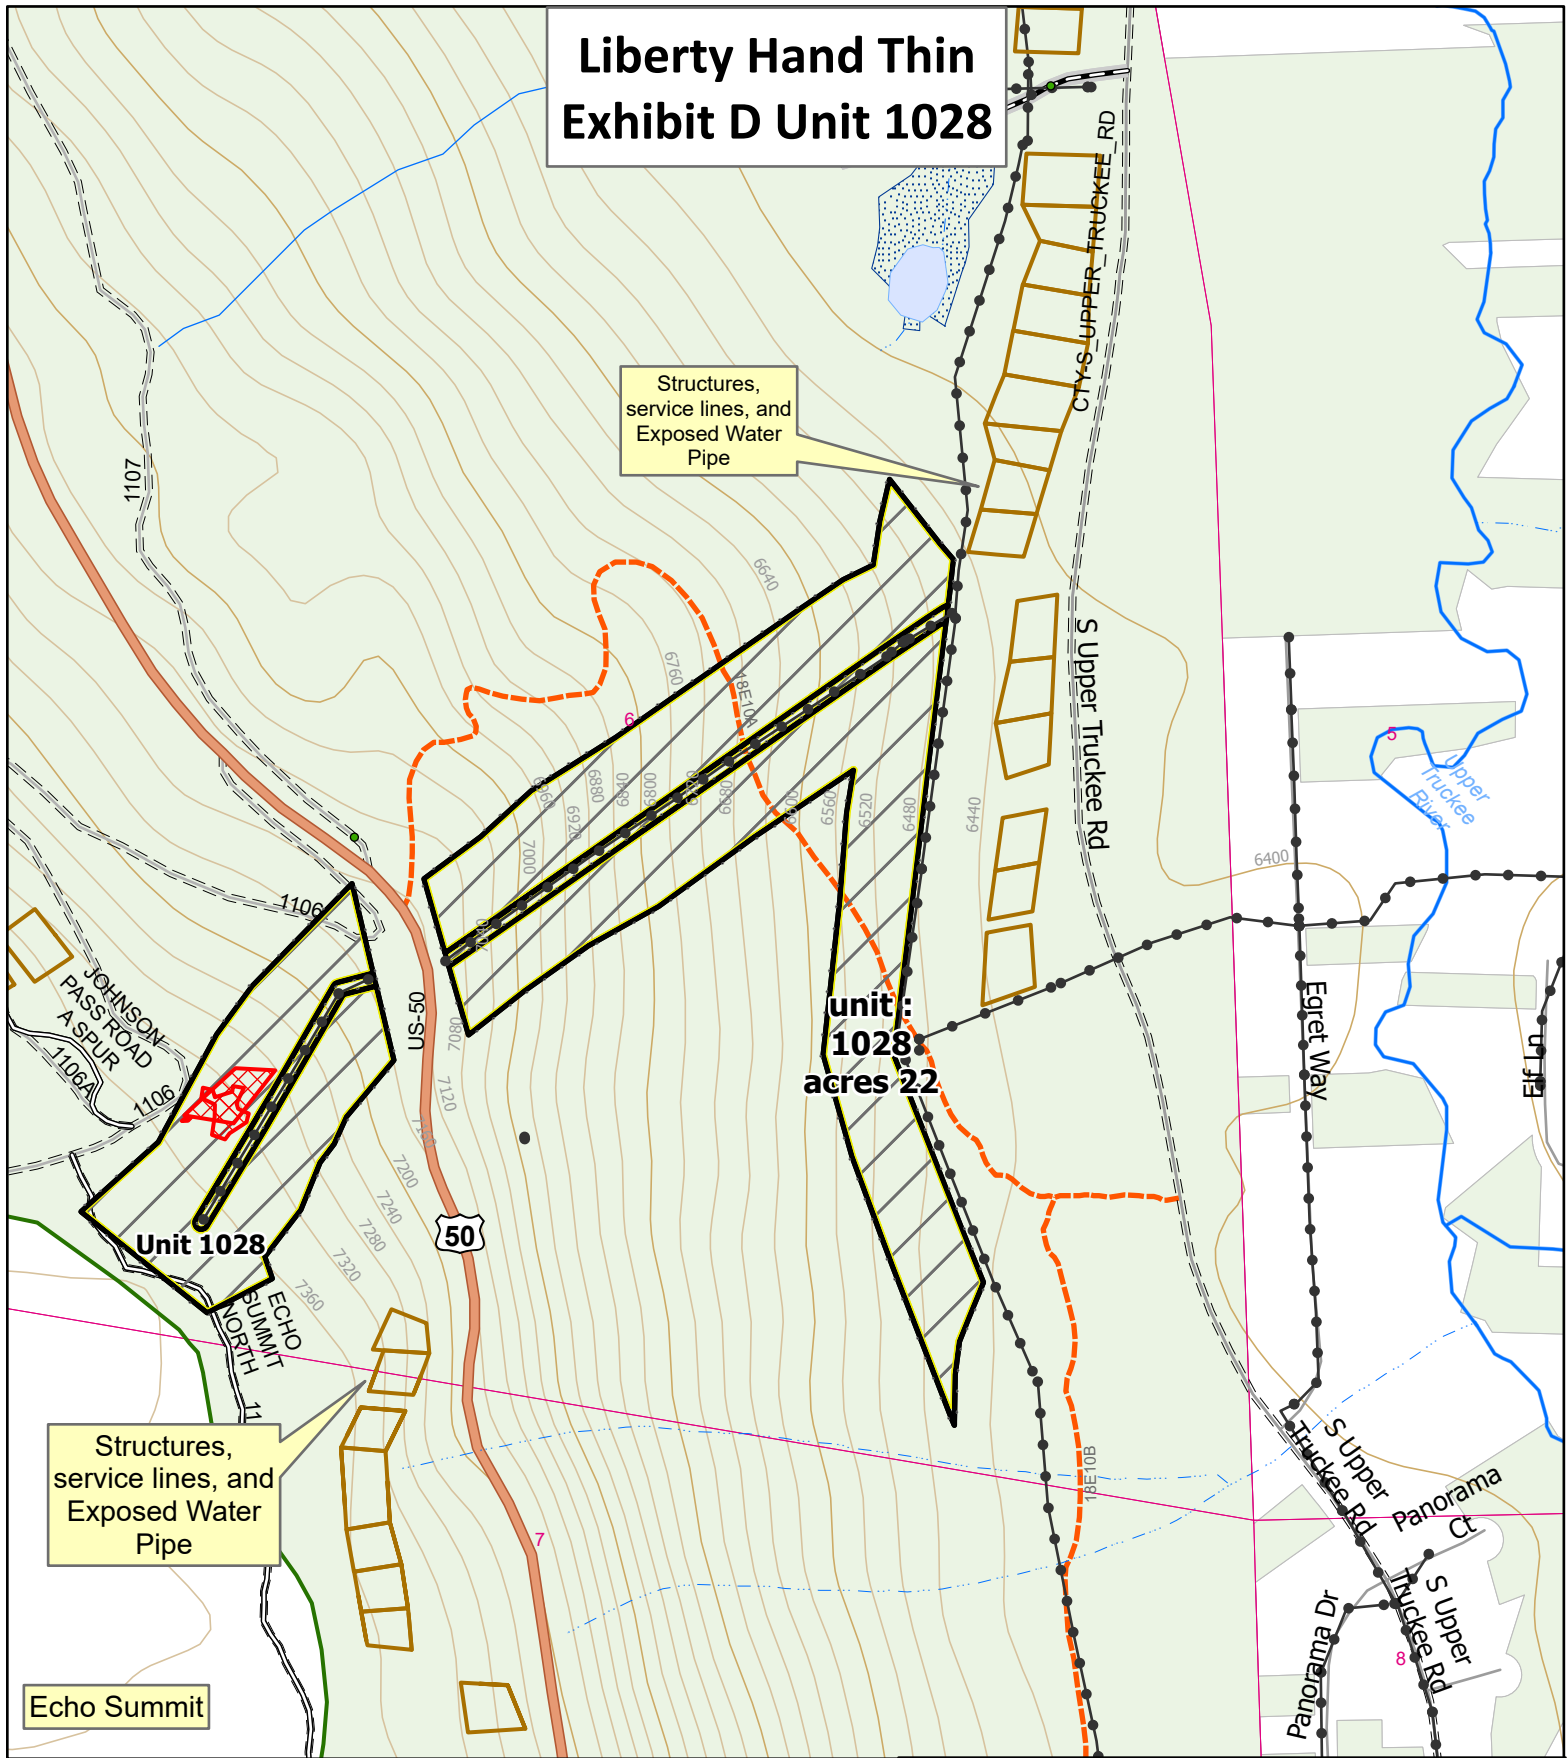 Liberty Hand Thin
Exhibit D Unit 1028
CTY-S_UPPER_TRUCKEE_RD
Structures,
service lines, and
Exposed Water
Pipe
1107
6640
6760
18E10A
6
S Upper Truckee Rd
5
Upper
Truckee
River
6960
6920
6880
6840
6800
6680
6600
6560
6520
6480
6440
6400
7000
7040
1106
JOHNSON
PASS ROAD
A SPUR
1106A
1106
US-50
7080
7120
7200
7240
7280
7320
7360
unit :
1028
acres 22
Egret Way
Elf Ln
Unit 1028
50
ECHO
SUMMIT
NORTH
11
Structures,
service lines, and
Exposed Water
Pipe
7
18E10B
S Upper
Truckee Rd
Panorama
Ct
S Upper
Truckee Rd
Panorama Dr
8
Echo Summit